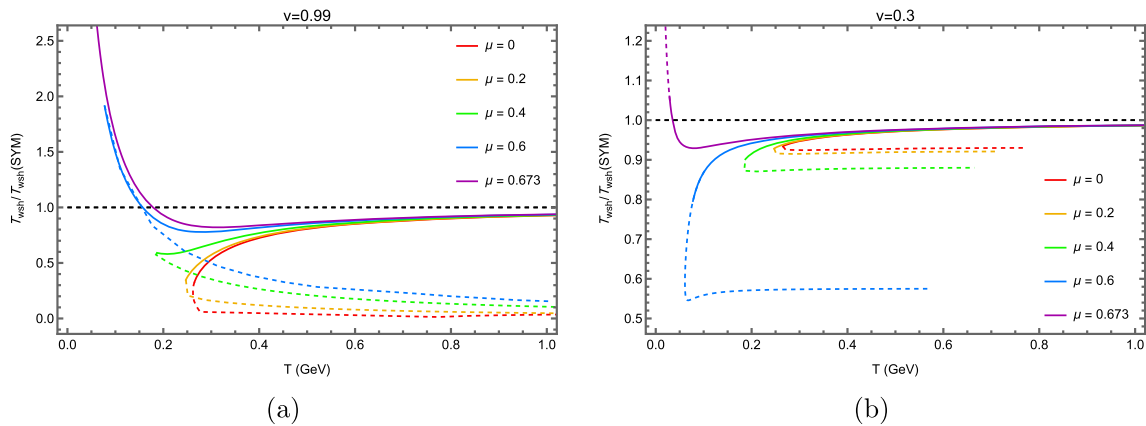 v=0.99
T_wsh/T_wsh(SYM)
2.5
2.0
1.5
1.0
0.5
0.0
μ = 0
μ = 0.2
μ = 0.4
μ = 0.6
μ = 0.673
0.0 0.2 0.4 0.6 0.8 1.0
T (GeV)
(a)
v=0.3
T_wsh/T_wsh(SYM)
1.2
1.1
1.0
0.9
0.8
0.7
0.6
0.5
μ = 0
μ = 0.2
μ = 0.4
μ = 0.6
μ = 0.673
0.0 0.2 0.4 0.6 0.8 1.0
T (GeV)
(b)